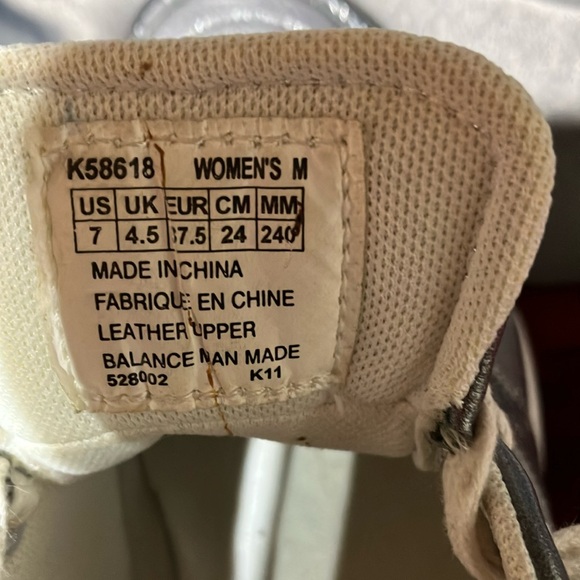 K58618 WOMEN'S M
US UK EUR CM MM
7 4.5 37.5 24 240
MADE IN CHINA
FABRIQUE EN CHINE
LEATHER UPPER
BALANCE MAN MADE
528002 K11